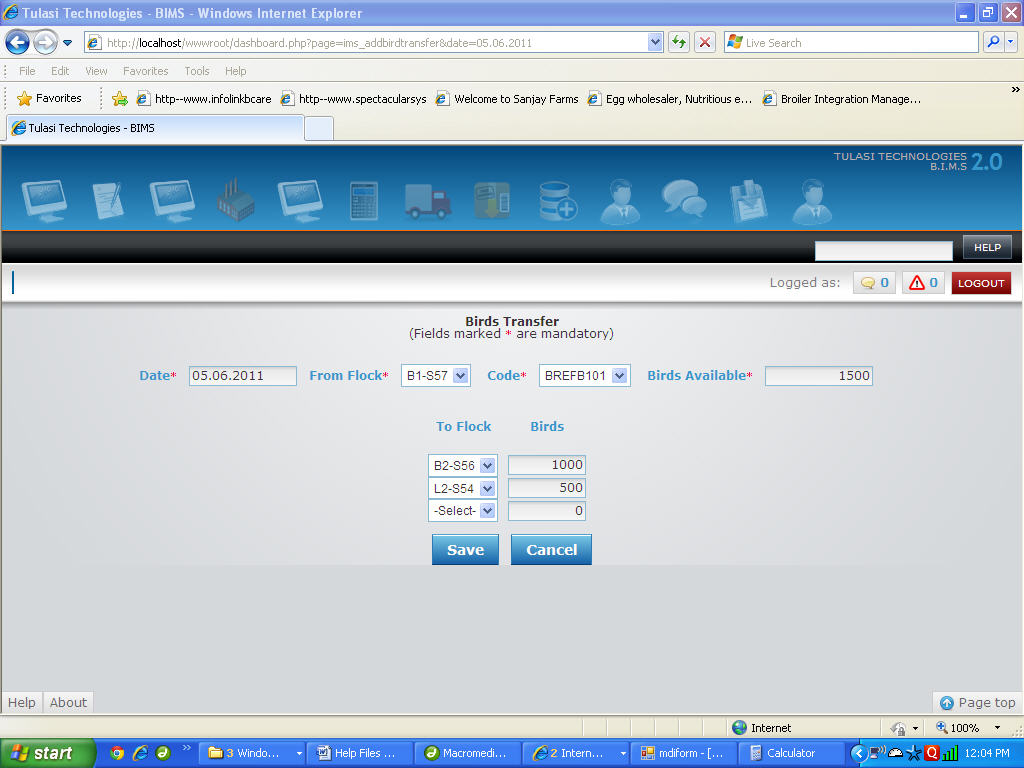 Tulasi Technologies - BIMS - Windows Internet Explorer
http://localhost/wwwroot/dashboard.php?page=ims_addbirdtransfer&date=05.06.2011
Live Search
File Edit View Favorites Tools Help
Favorites http--www.infolinkbcare http--www.spectacularsys Welcome to Sanjay Farms Egg wholesaler, Nutritious e... Broiler Integration Manage... »
Tulasi Technologies - BIMS
TULASI TECHNOLOGIES
B.I.M.S 2.0
HELP
Logged as: 0 0 LOGOUT
Birds Transfer
(Fields marked * are mandatory)
Date* 05.06.2011 From Flock* B1-S57 Code* BREFB101 Birds Available* 1500
To Flock Birds
B2-S56 1000
L2-S54 500
-Select- 0
Save Cancel
Help About Page top
Internet 100%
start » 3 Windo... Help Files ... Macromedi... 2 Intern... mdiform - [... Calculator 12:04 PM